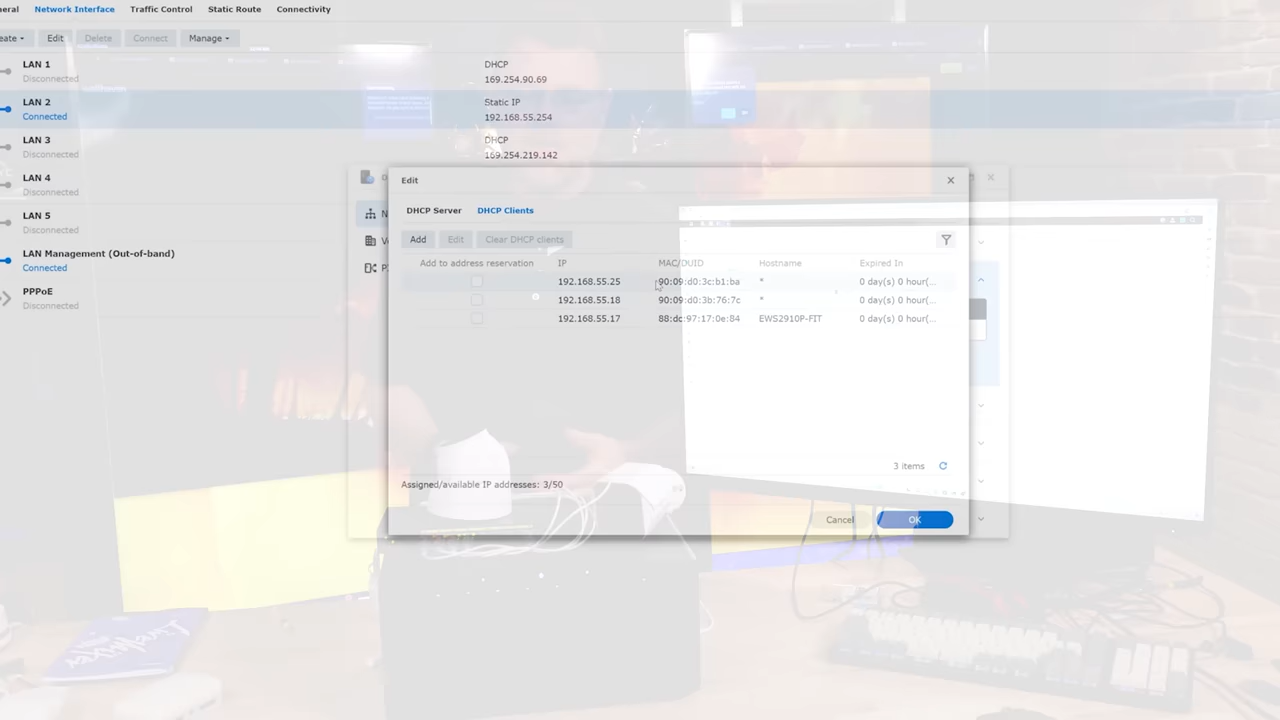 eral Network Interface Traffic Control Static Route Connectivity
eate Edit Delete Connect Manage
LAN 1 DHCP
Disconnected 169.254.90.69
LAN 2 Static IP
Connected 192.168.55.254
LAN 3 DHCP
Disconnected 169.254.219.142
LAN 4
Disconnected
LAN 5
Disconnected
LAN Management (Out-of-band)
Connected
PPPoE
Disconnected
Edit
DHCP Server DHCP Clients
Add Edit Clear DHCP clients
Add to address reservation IP MAC/DUID Hostname Expired In
192.168.55.25 90:09:d0:3c:b1:ba * 0 day(s) 0 hour(...
192.168.55.18 90:09:d0:3b:76:7c * 0 day(s) 0 hour(...
192.168.55.17 88:dc:97:17:0e:84 EWS2910P-FIT 0 day(s) 0 hour(...
3 items
Assigned/available IP addresses: 3/50
Cancel OK